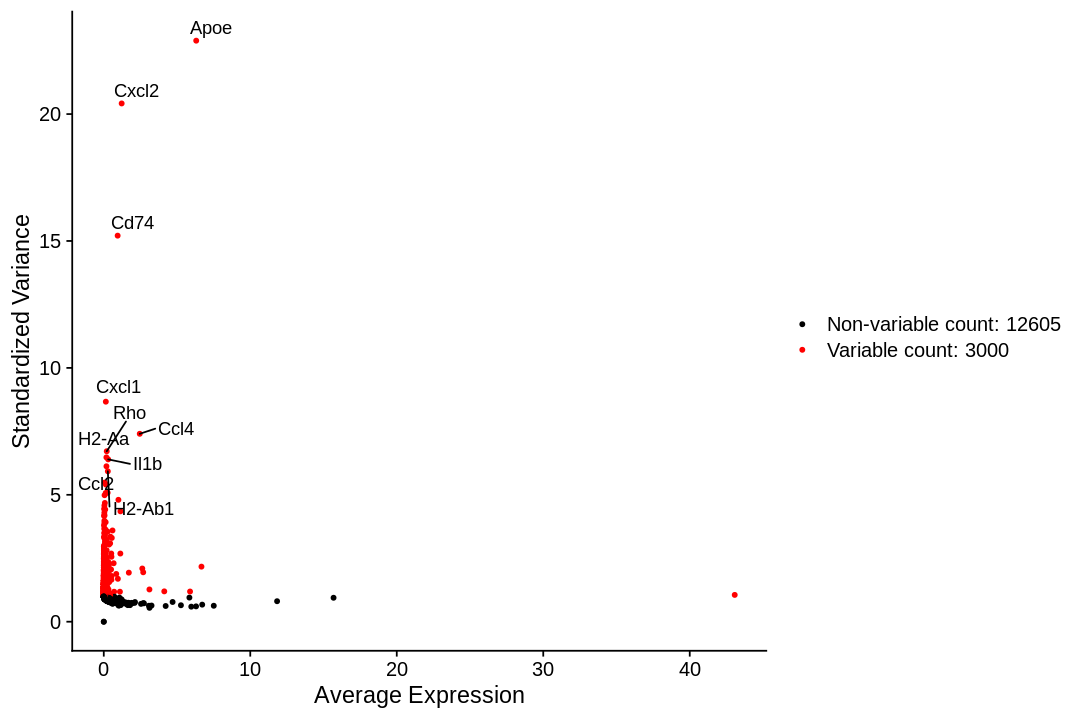 Apoe
Cxcl2
20
Cd74
15
Standardized Variance
Non-variable count: 12605
Variable count: 3000
10
Cxcl1
Rho
Ccl4
H2-Aa
Il1b
Ccl2
5
H2-Ab1
0
0 10 20 30 40
Average Expression